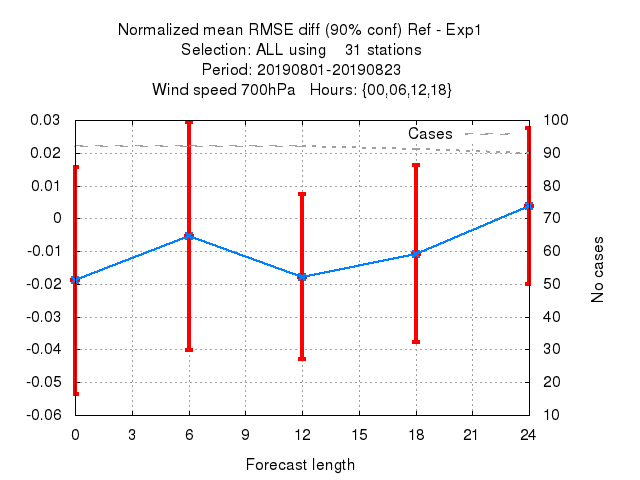 Normalized mean RMSE diff (90% conf) Ref - Exp1
Selection: ALL using    31 stations
Period: 20190801-20190823
Wind speed 700hPa   Hours: {00,06,12,18}
Cases
0.03
0.02
0.01
0
-0.01
-0.02
-0.03
-0.04
-0.05
-0.06
100
90
80
70
60
50
40
30
20
10
No cases
0 3 6 9 12 15 18 21 24
Forecast length